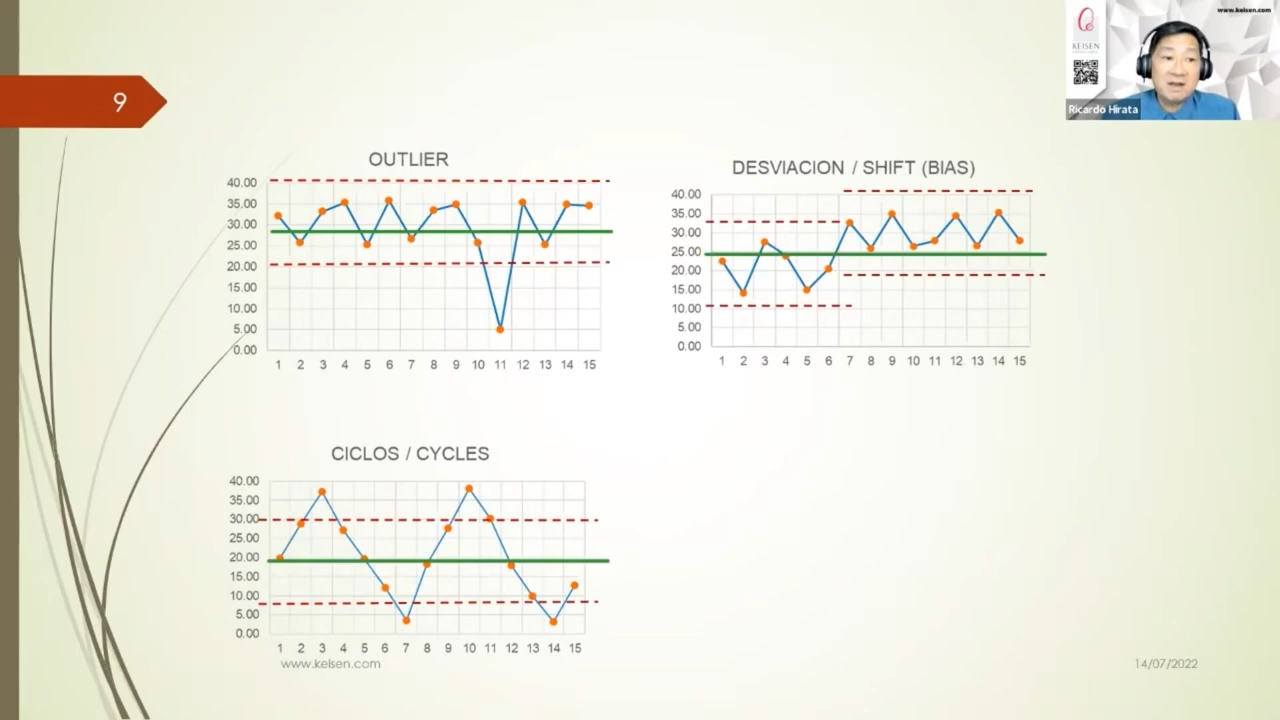 www.keisen.com
KEISEN
Ricardo Hirata
9
OUTLIER
40.00
35.00
30.00
25.00
20.00
15.00
10.00
5.00
0.00
1 2 3 4 5 6 7 8 9 10 11 12 13 14 15
DESVIACION / SHIFT (BIAS)
40.00
35.00
30.00
25.00
20.00
15.00
10.00
5.00
0.00
1 2 3 4 5 6 7 8 9 10 11 12 13 14 15
CICLOS / CYCLES
40.00
35.00
30.00
25.00
20.00
15.00
10.00
5.00
0.00
1 2 3 4 5 6 7 8 9 10 11 12 13 14 15
www.keisen.com
14/07/2022